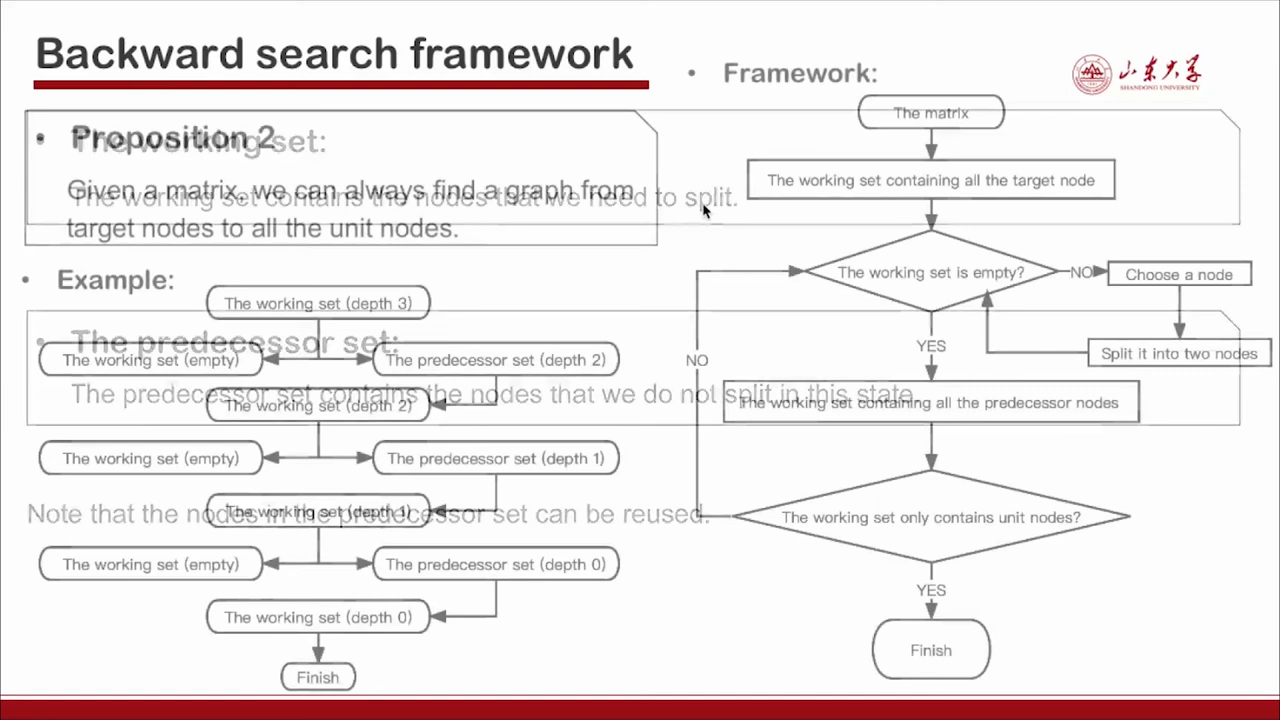 Backward search framework
山东大学
SHANDONG UNIVERSITY
• Proposition 2
Given a matrix, we can always find a graph from
target nodes to all the unit nodes.
• The working set:
The working set contains the nodes that we need to split.
• The predecessor set:
The predecessor set contains the nodes that we do not split in this state.
Note that the nodes in the predecessor set can be reused.
• Example:
The working set (depth 3)
The working set (empty)
The predecessor set (depth 2)
The working set (depth 2)
The working set (empty)
The predecessor set (depth 1)
The working set (depth 1)
The working set (empty)
The predecessor set (depth 0)
The working set (depth 0)
Finish
• Framework:
The matrix
The working set containing all the target node
The working set is empty?
NO
Choose a node
Split it into two nodes
YES
NO
The working set containing all the predecessor nodes
The working set only contains unit nodes?
YES
Finish